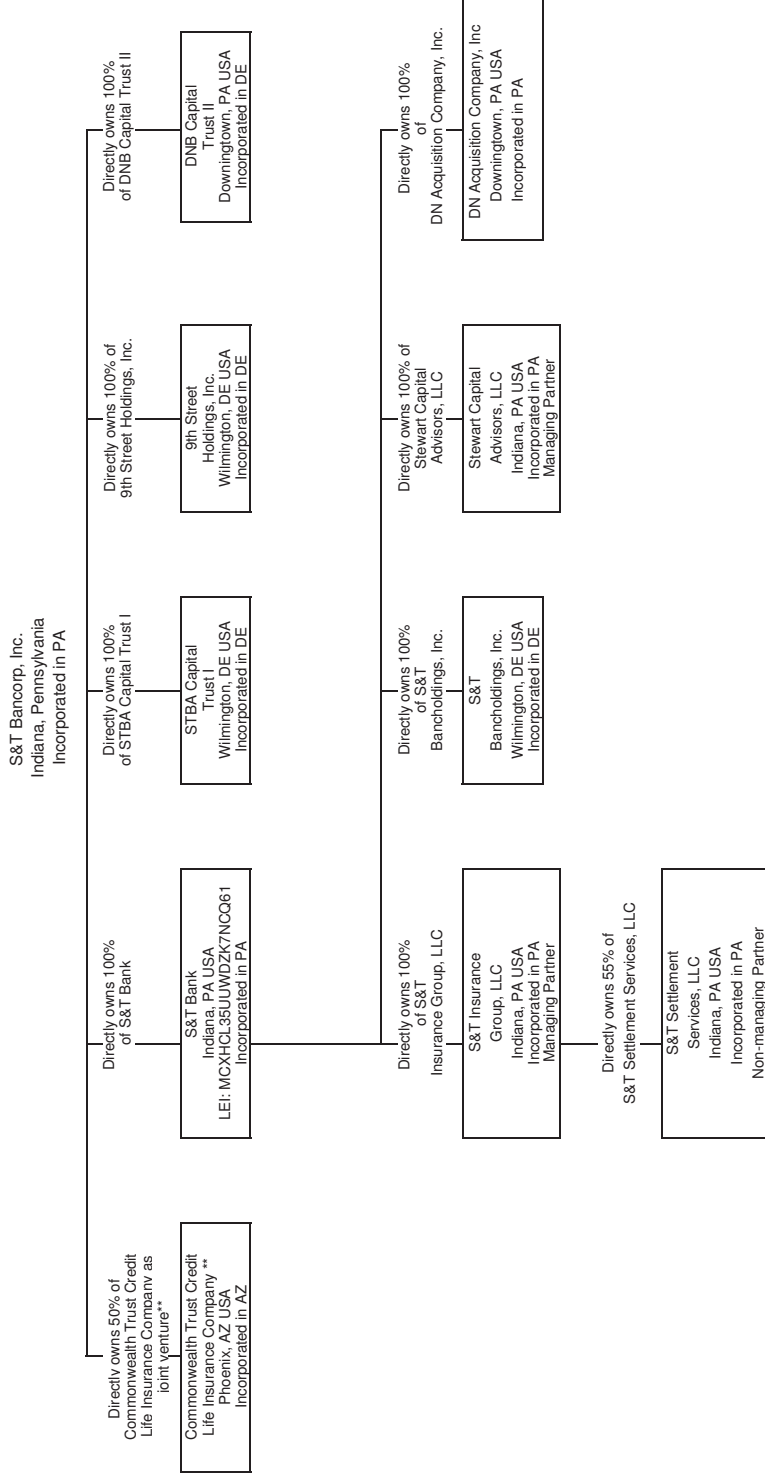 S&T Bancorp, Inc.
Indiana, Pennsylvania
Incorporated in PA
Directly owns 50% of
Commonwealth Trust Credit
Life Insurance Company as
joint venture**
Commonwealth Trust Credit
Life Insurance Company **
Phoenix, AZ USA
Incorporated in AZ
Directly owns 100%
of S&T Bank
S&T Bank
Indiana, PA USA
LEI: MCXHCL35UUWDZK7NCQ61
Incorporated in PA
Directly owns 100%
of STBA Capital Trust I
STBA Capital
Trust I
Wilmington, DE USA
Incorporated in DE
Directly owns 100% of
9th Street Holdings, Inc.
9th Street
Holdings, Inc.
Wilmington, DE USA
Incorporated in DE
Directly owns 100%
of DNB Capital Trust II
DNB Capital
Trust II
Downingtown, PA USA
Incorporated in DE
Directly owns 100%
of S&T
Insurance Group, LLC
S&T Insurance
Group, LLC
Indiana, PA USA
Incorporated in PA
Managing Partner
Directly owns 55% of
S&T Settlement Services, LLC
S&T Settlement
Services, LLC
Indiana, PA USA
Incorporated in PA
Non-managing Partner
Directly owns 100%
of S&T
Bancholdings, Inc.
S&T
Bancholdings, Inc.
Wilmington, DE USA
Incorporated in DE
Directly owns 100% of
Stewart Capital
Advisors, LLC
Stewart Capital
Advisors, LLC
Indiana, PA USA
Incorporated in PA
Managing Partner
Directly owns 100%
of
DN Acquisition Company, Inc.
DN Acquisition Company, Inc
Downingtown, PA USA
Incorporated in PA